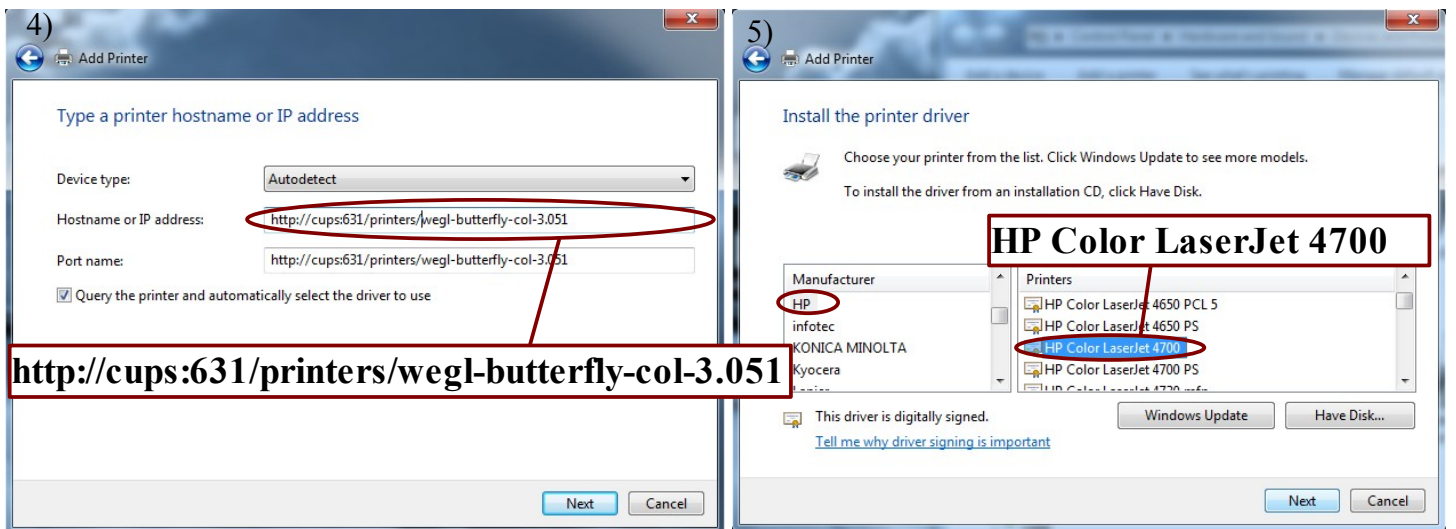 4)
Add Printer
Type a printer hostname or IP address
Device type:
Autodetect
Hostname or IP address:
http://cups:631/printers/wegl-butterfly-col-3.051
Port name:
http://cups:631/printers/wegl-butterfly-col-3.051
Query the printer and automatically select the driver to use
http://cups:631/printers/wegl-butterfly-col-3.051
Next
Cancel
5)
Add Printer
Install the printer driver
Choose your printer from the list. Click Windows Update to see more models.
To install the driver from an installation CD, click Have Disk.
HP Color LaserJet 4700
Manufacturer
HP
infotec
KONICA MINOLTA
Kyocera
Printers
HP Color LaserJet 4650 PCL 5
HP Color LaserJet 4650 PS
HP Color LaserJet 4700
HP Color LaserJet 4700 PS
This driver is digitally signed.
Tell me why driver signing is important
Windows Update
Have Disk...
Next
Cancel